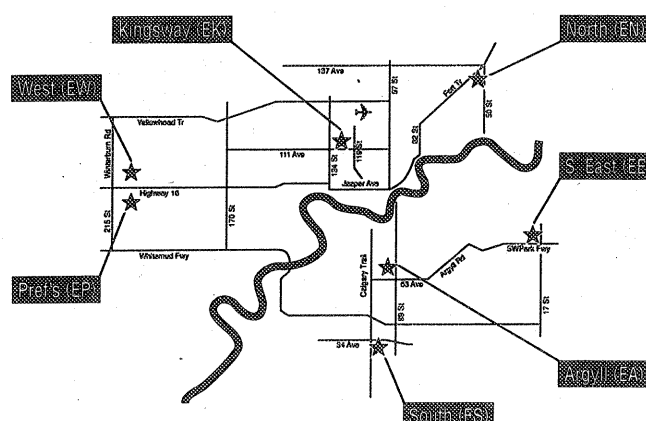 Kingsway (EK)
North (EN)
137 Ave
97 St
Fort Tr
50 St
West (EW)
Yellowhead Tr
82 St
Winterburn Rd
111 Ave
134 St
119 St
Jasper Ave
S. East (EE)
Highway 16
215 St
170 St
Whitemud Fwy
SWPark Fwy
Calgary Trail
Argyll Rd
63 Ave
Pref's (EP)
99 St
17 St
34 Ave
Argyll (EA)
South (ES)